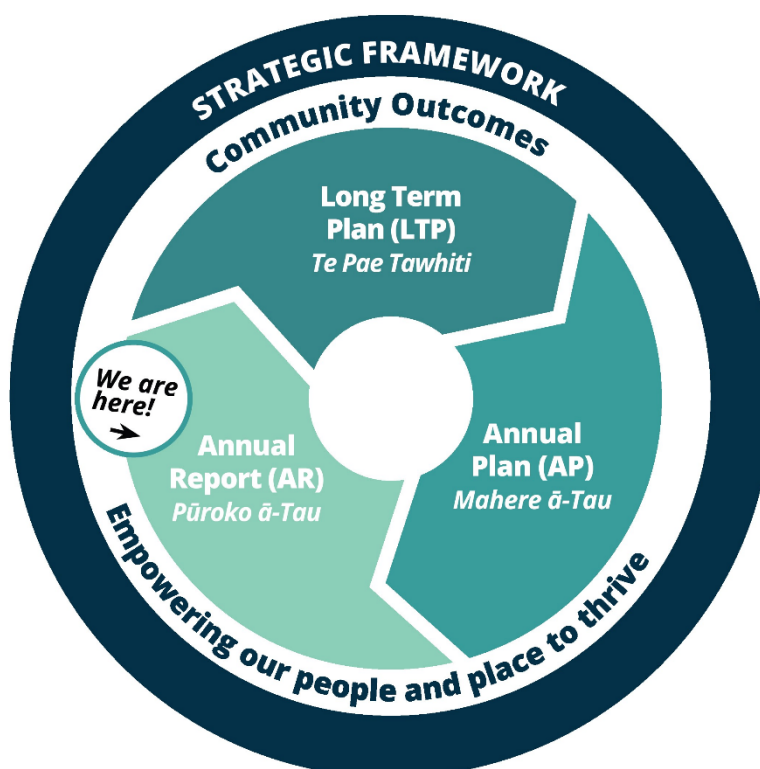 STRATEGIC FRAMEWORK
Community Outcomes
Long Term
Plan (LTP)
Te Pae Tawhiti
We are
here!
Annual
Report (AR)
Pūroko ā-Tau
Annual
Plan (AP)
Mahere ā-Tau
Empowering our people and place to thrive